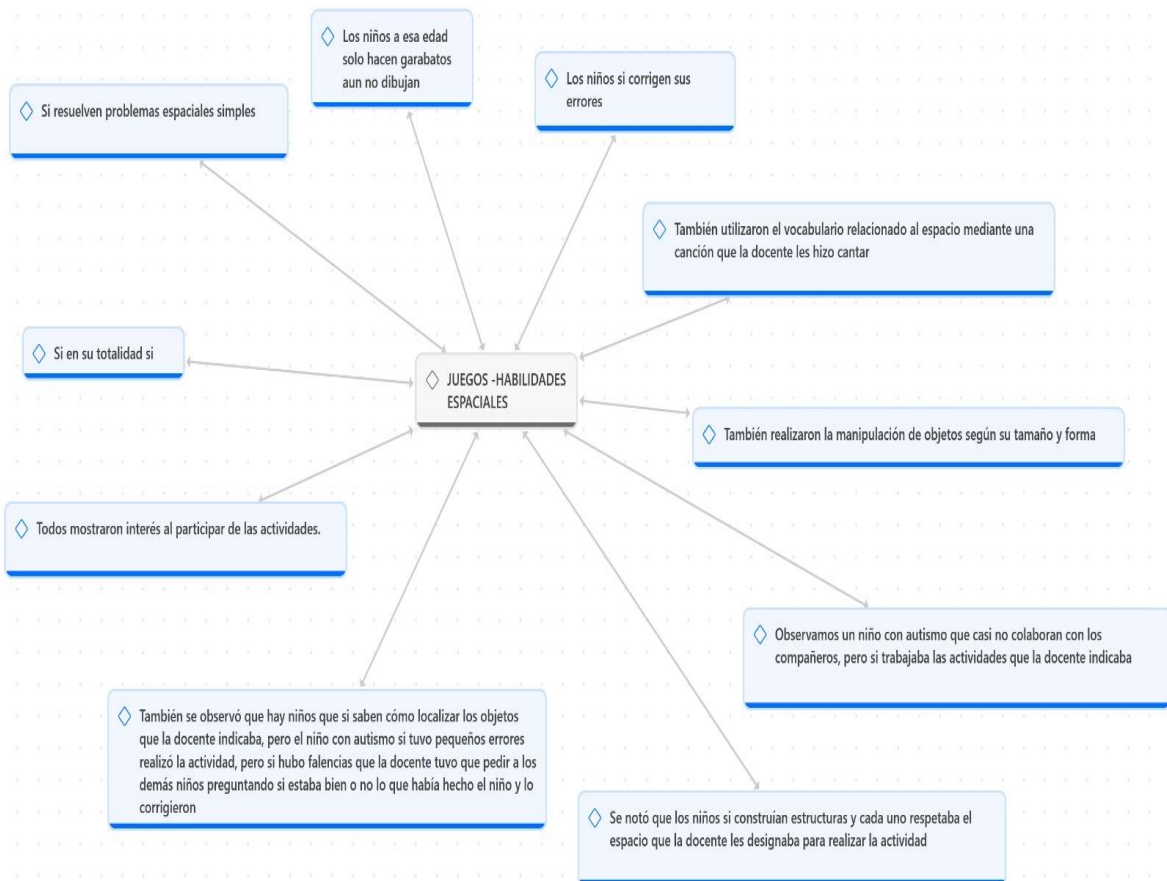 Los niños a esa edad
solo hacen garabatos
aun no dibujan
Los niños si corrigen sus
errores
Si resuelven problemas espaciales simples
También utilizaron el vocabulario relacionado al espacio mediante una
canción que la docente les hizo cantar
Si en su totalidad si
JUEGOS -HABILIDADES
ESPACIALES
También realizaron la manipulación de objetos según su tamaño y forma
Todos mostraron interés al participar de las actividades.
Observamos un niño con autismo que casi no colaboran con los
compañeros, pero si trabajaba las actividades que la docente indicaba
También se observó que hay niños que si saben cómo localizar los objetos
que la docente indicaba, pero el niño con autismo si tuvo pequeños errores
realizó la actividad, pero si hubo falencias que la docente tuvo que pedir a los
demás niños preguntando si estaba bien o no lo que había hecho el niño y lo
corrigieron
Se notó que los niños si construían estructuras y cada uno respetaba el
espacio que la docente les designaba para realizar la actividad